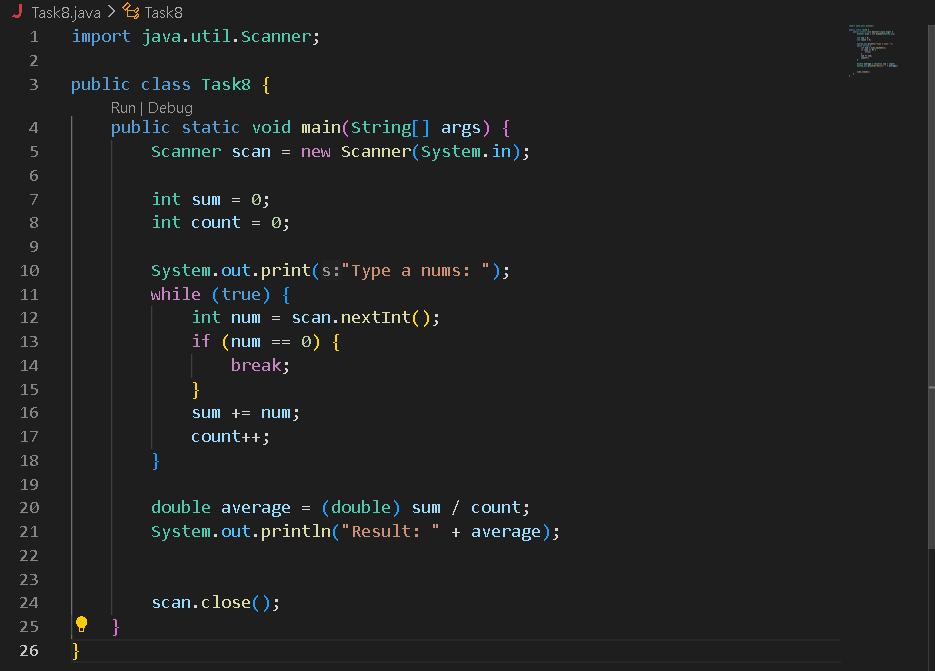 Task8.java > Task8
1 import java.util.Scanner;
2
3 public class Task8 {
Run | Debug
4 public static void main(String[] args) {
5 Scanner scan = new Scanner(System.in);
6
7 int sum = 0;
8 int count = 0;
9
10 System.out.print(s:"Type a nums: ");
11 while (true) {
12 int num = scan.nextInt();
13 if (num == 0) {
14 break;
15 }
16 sum += num;
17 count++;
18 }
19
20 double average = (double) sum / count;
21 System.out.println("Result: " + average);
22
23
24 scan.close();
25 }
26 }